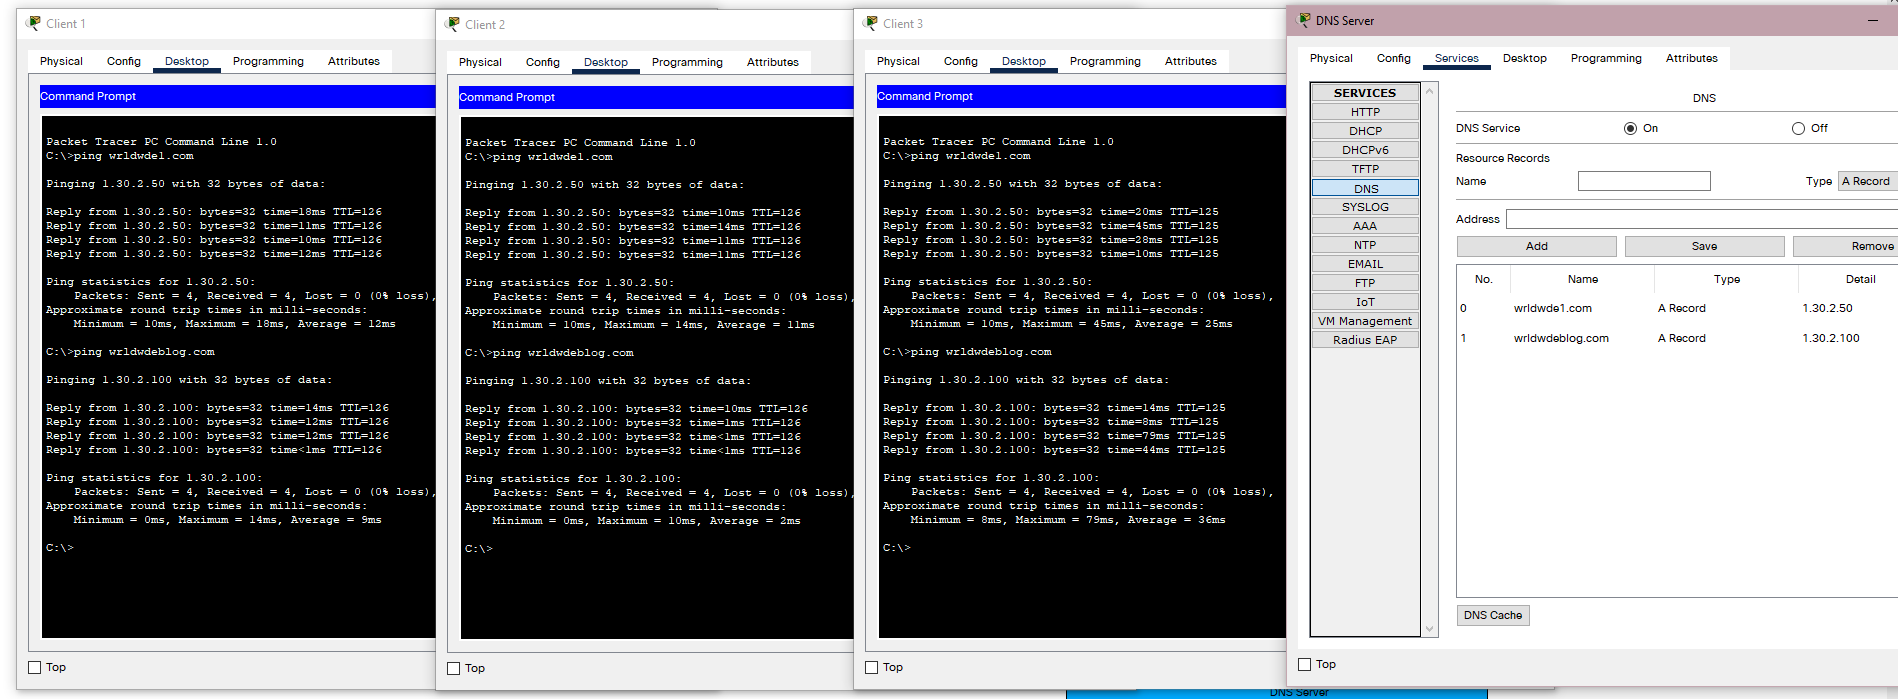 Client 1
Physical Config Desktop Programming Attributes
Command Prompt
Packet Tracer PC Command Line 1.0
C:\>ping wrldwde1.com
Pinging 1.30.2.50 with 32 bytes of data:
Reply from 1.30.2.50: bytes=32 time=18ms TTL=126
Reply from 1.30.2.50: bytes=32 time=11ms TTL=126
Reply from 1.30.2.50: bytes=32 time=10ms TTL=126
Reply from 1.30.2.50: bytes=32 time=12ms TTL=126
Ping statistics for 1.30.2.50:
Packets: Sent = 4, Received = 4, Lost = 0 (0% loss),
Approximate round trip times in milli-seconds:
Minimum = 10ms, Maximum = 18ms, Average = 12ms
C:\>ping wrldwdeblog.com
Pinging 1.30.2.100 with 32 bytes of data:
Reply from 1.30.2.100: bytes=32 time=14ms TTL=126
Reply from 1.30.2.100: bytes=32 time=12ms TTL=126
Reply from 1.30.2.100: bytes=32 time=12ms TTL=126
Reply from 1.30.2.100: bytes=32 time<1ms TTL=126
Ping statistics for 1.30.2.100:
Packets: Sent = 4, Received = 4, Lost = 0 (0% loss),
Approximate round trip times in milli-seconds:
Minimum = 0ms, Maximum = 14ms, Average = 9ms
C:\>
Top
Client 2
Physical Config Desktop Programming Attributes
Command Prompt
Packet Tracer PC Command Line 1.0
C:\>ping wrldwde1.com
Pinging 1.30.2.50 with 32 bytes of data:
Reply from 1.30.2.50: bytes=32 time=10ms TTL=126
Reply from 1.30.2.50: bytes=32 time=14ms TTL=126
Reply from 1.30.2.50: bytes=32 time=11ms TTL=126
Reply from 1.30.2.50: bytes=32 time=11ms TTL=126
Ping statistics for 1.30.2.50:
Packets: Sent = 4, Received = 4, Lost = 0 (0% loss),
Approximate round trip times in milli-seconds:
Minimum = 10ms, Maximum = 14ms, Average = 11ms
C:\>ping wrldwdeblog.com
Pinging 1.30.2.100 with 32 bytes of data:
Reply from 1.30.2.100: bytes=32 time=10ms TTL=126
Reply from 1.30.2.100: bytes=32 time=1ms TTL=126
Reply from 1.30.2.100: bytes=32 time<1ms TTL=126
Reply from 1.30.2.100: bytes=32 time<1ms TTL=126
Ping statistics for 1.30.2.100:
Packets: Sent = 4, Received = 4, Lost = 0 (0% loss),
Approximate round trip times in milli-seconds:
Minimum = 0ms, Maximum = 10ms, Average = 2ms
C:\>
Top
Client 3
Physical Config Desktop Programming Attributes
Command Prompt
Packet Tracer PC Command Line 1.0
C:\>ping wrldwde1.com
Pinging 1.30.2.50 with 32 bytes of data:
Reply from 1.30.2.50: bytes=32 time=20ms TTL=125
Reply from 1.30.2.50: bytes=32 time=45ms TTL=125
Reply from 1.30.2.50: bytes=32 time=28ms TTL=125
Reply from 1.30.2.50: bytes=32 time=10ms TTL=125
Ping statistics for 1.30.2.50:
Packets: Sent = 4, Received = 4, Lost = 0 (0% loss),
Approximate round trip times in milli-seconds:
Minimum = 10ms, Maximum = 45ms, Average = 25ms
C:\>ping wrldwdeblog.com
Pinging 1.30.2.100 with 32 bytes of data:
Reply from 1.30.2.100: bytes=32 time=14ms TTL=125
Reply from 1.30.2.100: bytes=32 time=8ms TTL=125
Reply from 1.30.2.100: bytes=32 time=79ms TTL=125
Reply from 1.30.2.100: bytes=32 time=44ms TTL=125
Ping statistics for 1.30.2.100:
Packets: Sent = 4, Received = 4, Lost = 0 (0% loss),
Approximate round trip times in milli-seconds:
Minimum = 8ms, Maximum = 79ms, Average = 36ms
C:\>
Top
DNS Server
Physical Config Services Desktop Programming Attributes
SERVICES
HTTP
DHCP
DHCPv6
TFTP
DNS
SYSLOG
AAA
NTP
EMAIL
FTP
IoT
VM Management
Radius EAP
DNS
DNS Service On Off
Resource Records
Name Type A Record
Address
Add Save Remove
No. Name Type Detail
0 wrldwde1.com A Record 1.30.2.50
1 wrldwdeblog.com A Record 1.30.2.100
DNS Cache
Top
DNS Server